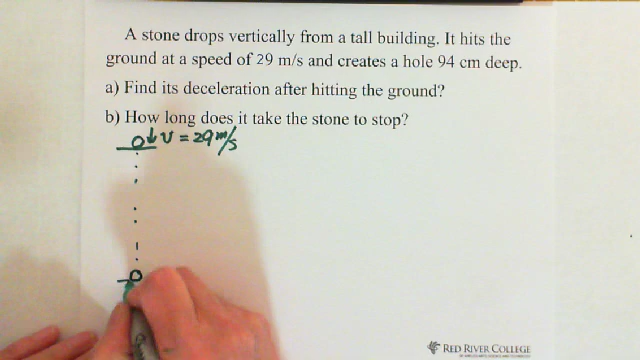 A stone drops vertically from a tall building. It hits the
ground at a speed of 29 m/s and creates a hole 94 cm deep.
a) Find its deceleration after hitting the ground?
b) How long does it take the stone to stop?
v = 29 m/s
RED RIVER COLLEGE